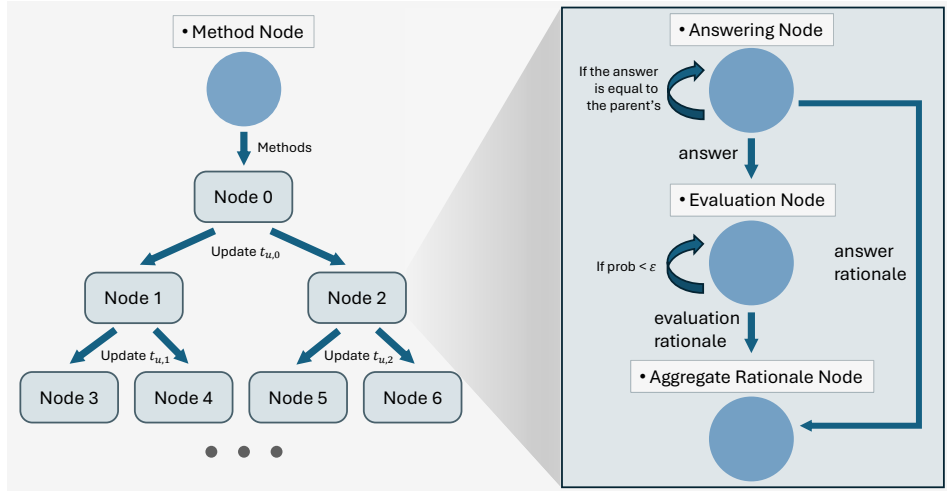 • Method Node
Methods
Node 0
Update t_{u,0}
Node 1
Node 2
Update t_{u,1}
Update t_{u,2}
Node 3
Node 4
Node 5
Node 6
• Answering Node
If the answer
is equal to
the parent's
answer
• Evaluation Node
If prob < ε
answer
rationale
evaluation
rationale
• Aggregate Rationale Node